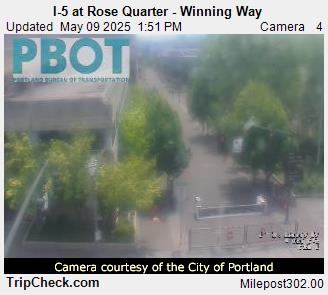 I-5 at Rose Quarter - Winning Way
Updated May 09 2025 1:51 PM Camera 4
PBOT
PORTLAND BUREAU OF TRANSPORTATION
Camera courtesy of the City of Portland
TripCheck.com Milepost302.00